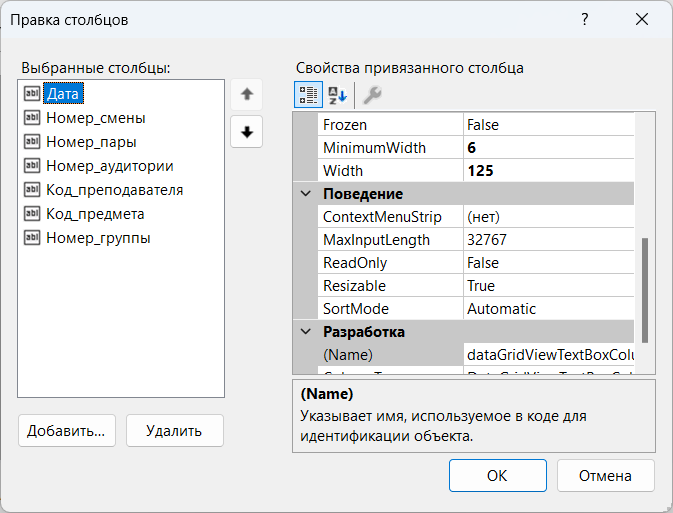 Правка столбцов
?
Выбранные столбцы:
Дата
Номер_смены
Номер_пары
Номер_аудитории
Код_преподавателя
Код_предмета
Номер_группы
Добавить...
Удалить
Свойства привязанного столбца
Frozen False
MinimumWidth 6
Width 125
Поведение
ContextMenuStrip (нет)
MaxInputLength 32767
ReadOnly False
Resizable True
SortMode Automatic
Разработка
(Name) dataGridViewTextBoxColu
(Name)
Указывает имя, используемое в коде для
идентификации объекта.
OK
Отмена